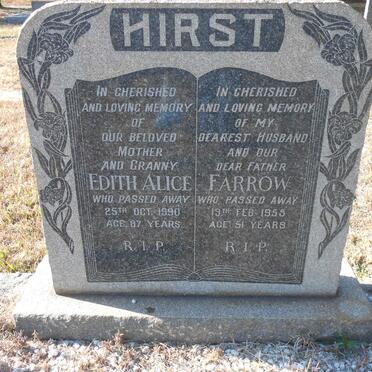 HIRST
IN CHERISHED
AND LOVING MEMORY
OF
OUR BELOVED
MOTHER
AND GRANNY
EDITH ALICE
WHO PASSED AWAY
25TH OCT. 1990
AGE 87 YEARS
R.I.P.
IN CHERISHED
AND LOVING MEMORY
OF MY
DEAREST HUSBAND
AND OUR
DEAR FATHER
FARROW
WHO PASSED AWAY
19TH FEB. 1955
AGE 51 YEARS
R.I.P.